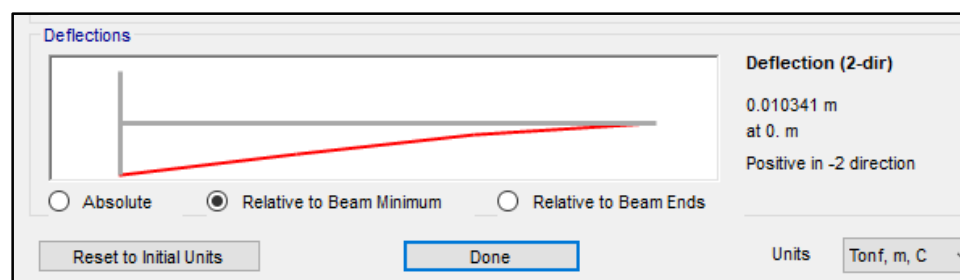 Deflections
Deflection (2-dir)
0.010341 m
at 0. m
Positive in -2 direction
Absolute
Relative to Beam Minimum
Relative to Beam Ends
Reset to Initial Units
Done
Units
Tonf, m, C